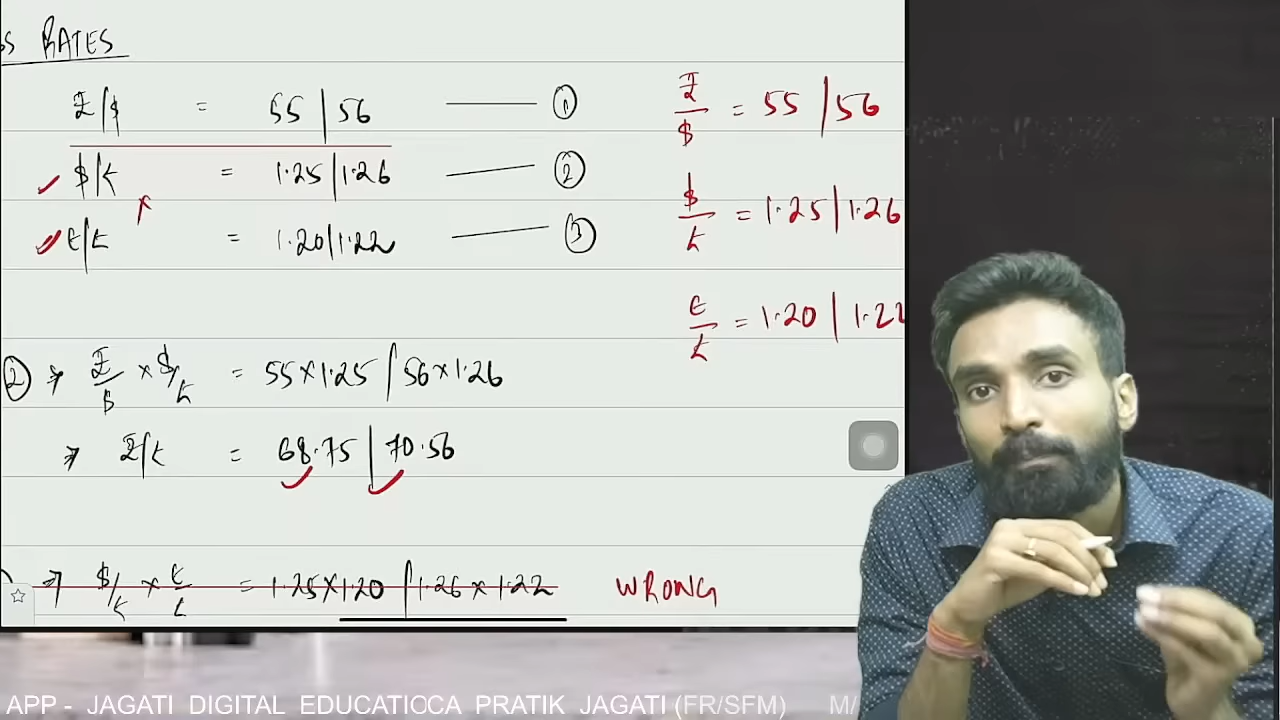 SS RATES
₹/$ = 55 | 56 ——— ①
$/£ = 1.25 | 1.26 ——— ②
€/£ = 1.20 | 1.22 ——— ③
₹/$ = 55 | 56
$/£ = 1.25 | 1.26
€/£ = 1.20 | 1.22
② ⇒ ₹/$ × $/£ = 55×1.25 | 56×1.26
⇒ ₹/£ = 68.75 | 70.56
⇒ $/£ × €/£ = 1.25×1.20 | 1.26 × 1.22 WRONG
APP - JAGATI DIGITAL EDUCATIOCA PRATIK JAGATI (FR/SFM) M/